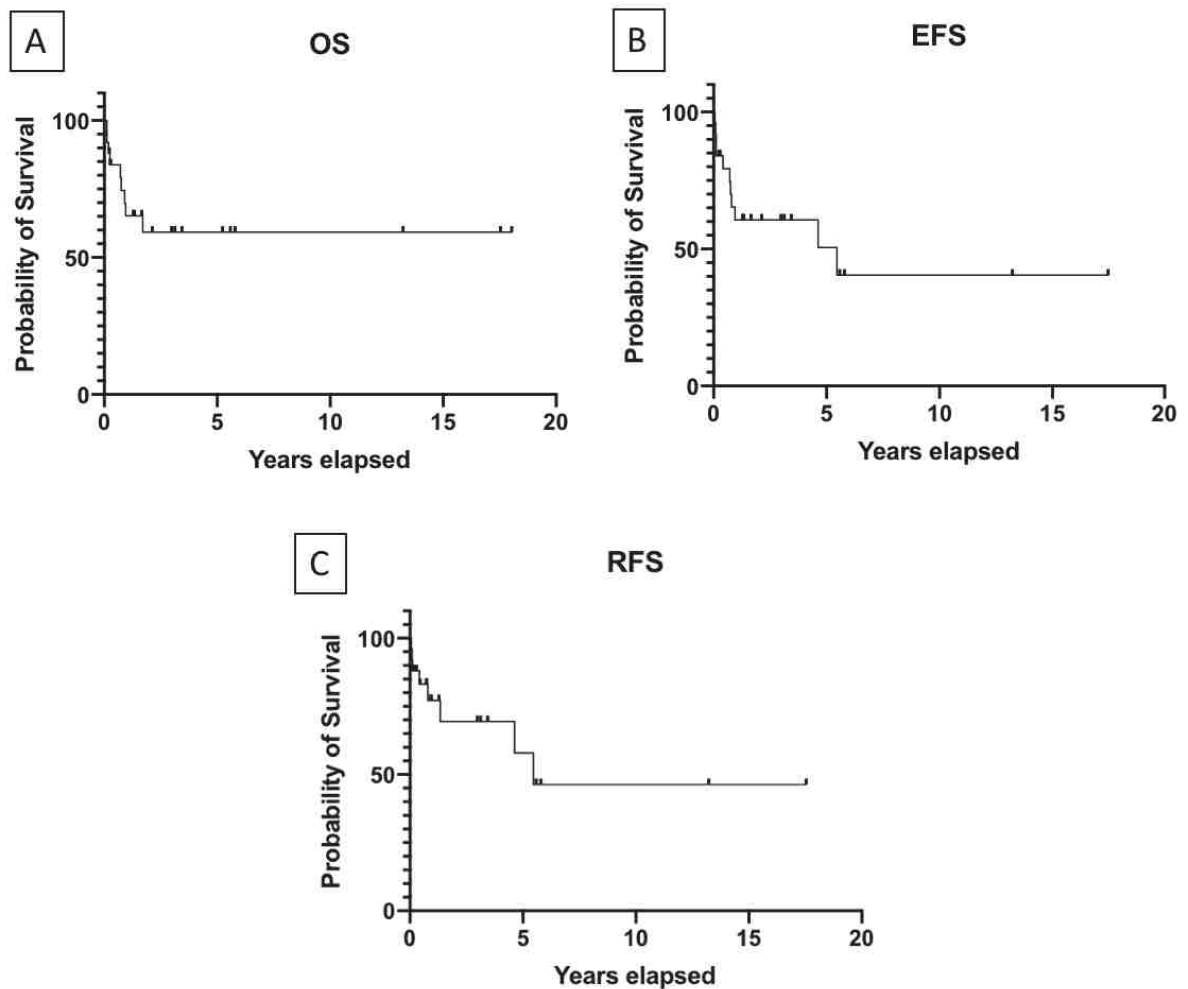 A
OS
Probability of Survival
100
50
0
0 5 10 15 20
Years elapsed
B
EFS
Probability of Survival
100
50
0
0 5 10 15 20
Years elapsed
C
RFS
Probability of Survival
100
50
0
0 5 10 15 20
Years elapsed